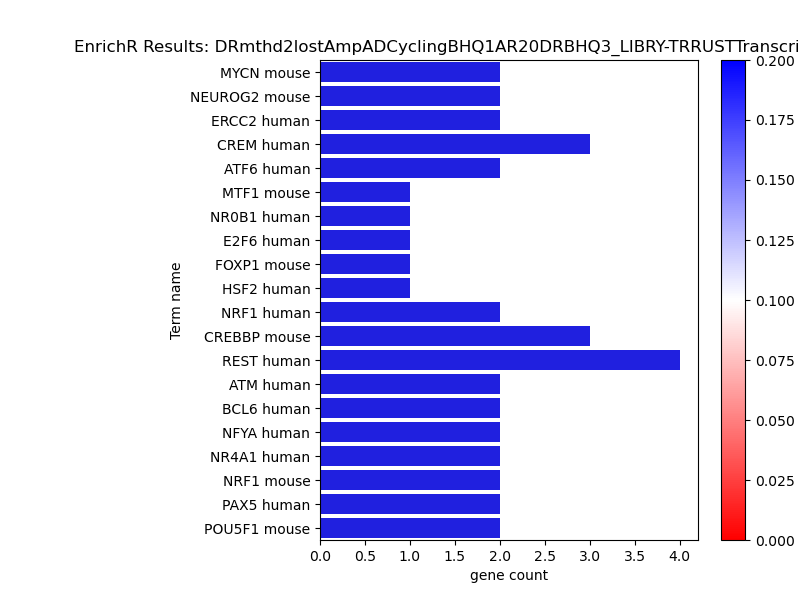 EnrichR Results: DRmthd2lostAmpADCyclingBHQ1AR20DRBHQ3_LIBRY-TRRUSTTranscri
Term name
MYCN mouse
NEUROG2 mouse
ERCC2 human
CREM human
ATF6 human
MTF1 mouse
NR0B1 human
E2F6 human
FOXP1 mouse
HSF2 human
NRF1 human
CREBBP mouse
REST human
ATM human
BCL6 human
NFYA human
NR4A1 human
NRF1 mouse
PAX5 human
POU5F1 mouse
0.0 0.5 1.0 1.5 2.0 2.5 3.0 3.5 4.0
gene count
0.200
0.175
0.150
0.125
0.100
0.075
0.050
0.025
0.000